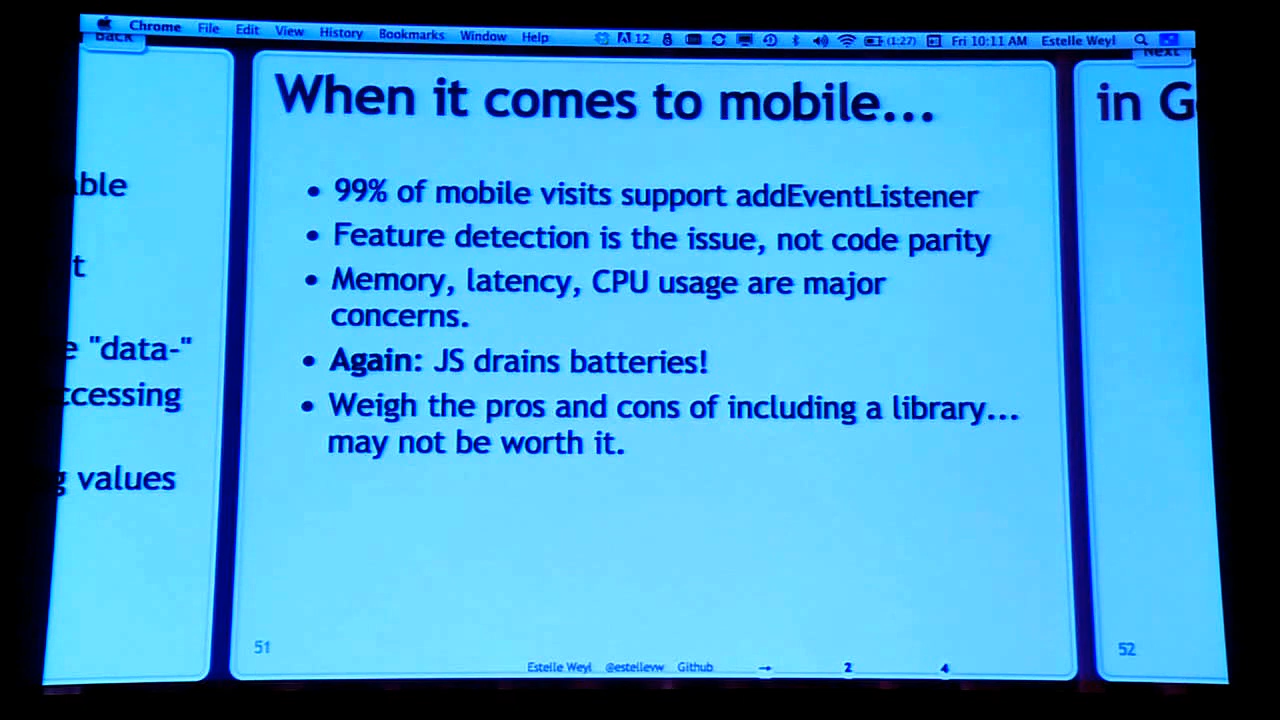 Chrome File Edit View History Bookmarks Window Help 12 (1:27) Fri 10:11 AM Estelle Weyl
Back
Next
When it comes to mobile...
• 99% of mobile visits support addEventListener
• Feature detection is the issue, not code parity
• Memory, latency, CPU usage are major
concerns.
• Again: JS drains batteries!
• Weigh the pros and cons of including a library...
may not be worth it.
51
Estelle Weyl @estellevw Github → 2 4
"data-"
values
in
52